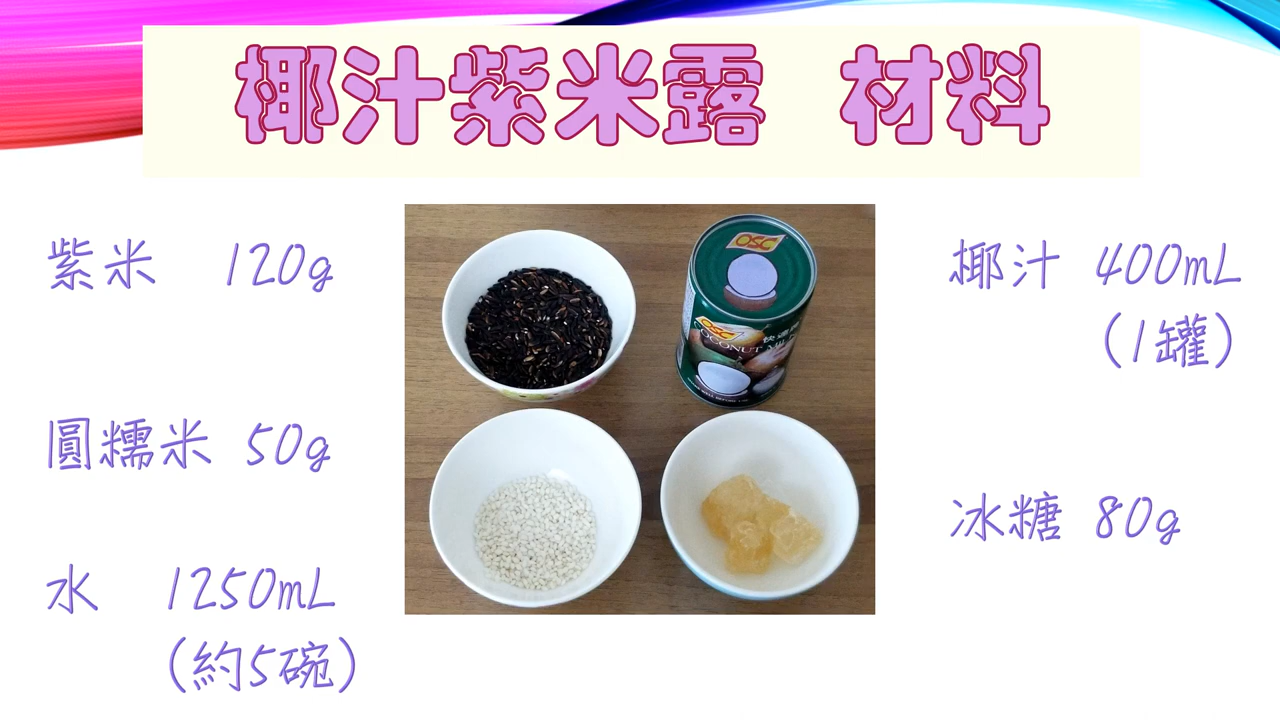 椰汁紫米露 材料
紫米 120g
圓糯米 50g
水 1250mL
(約5碗)
椰汁 400mL
(1罐)
冰糖 80g
OSC
OSC
COCONUT